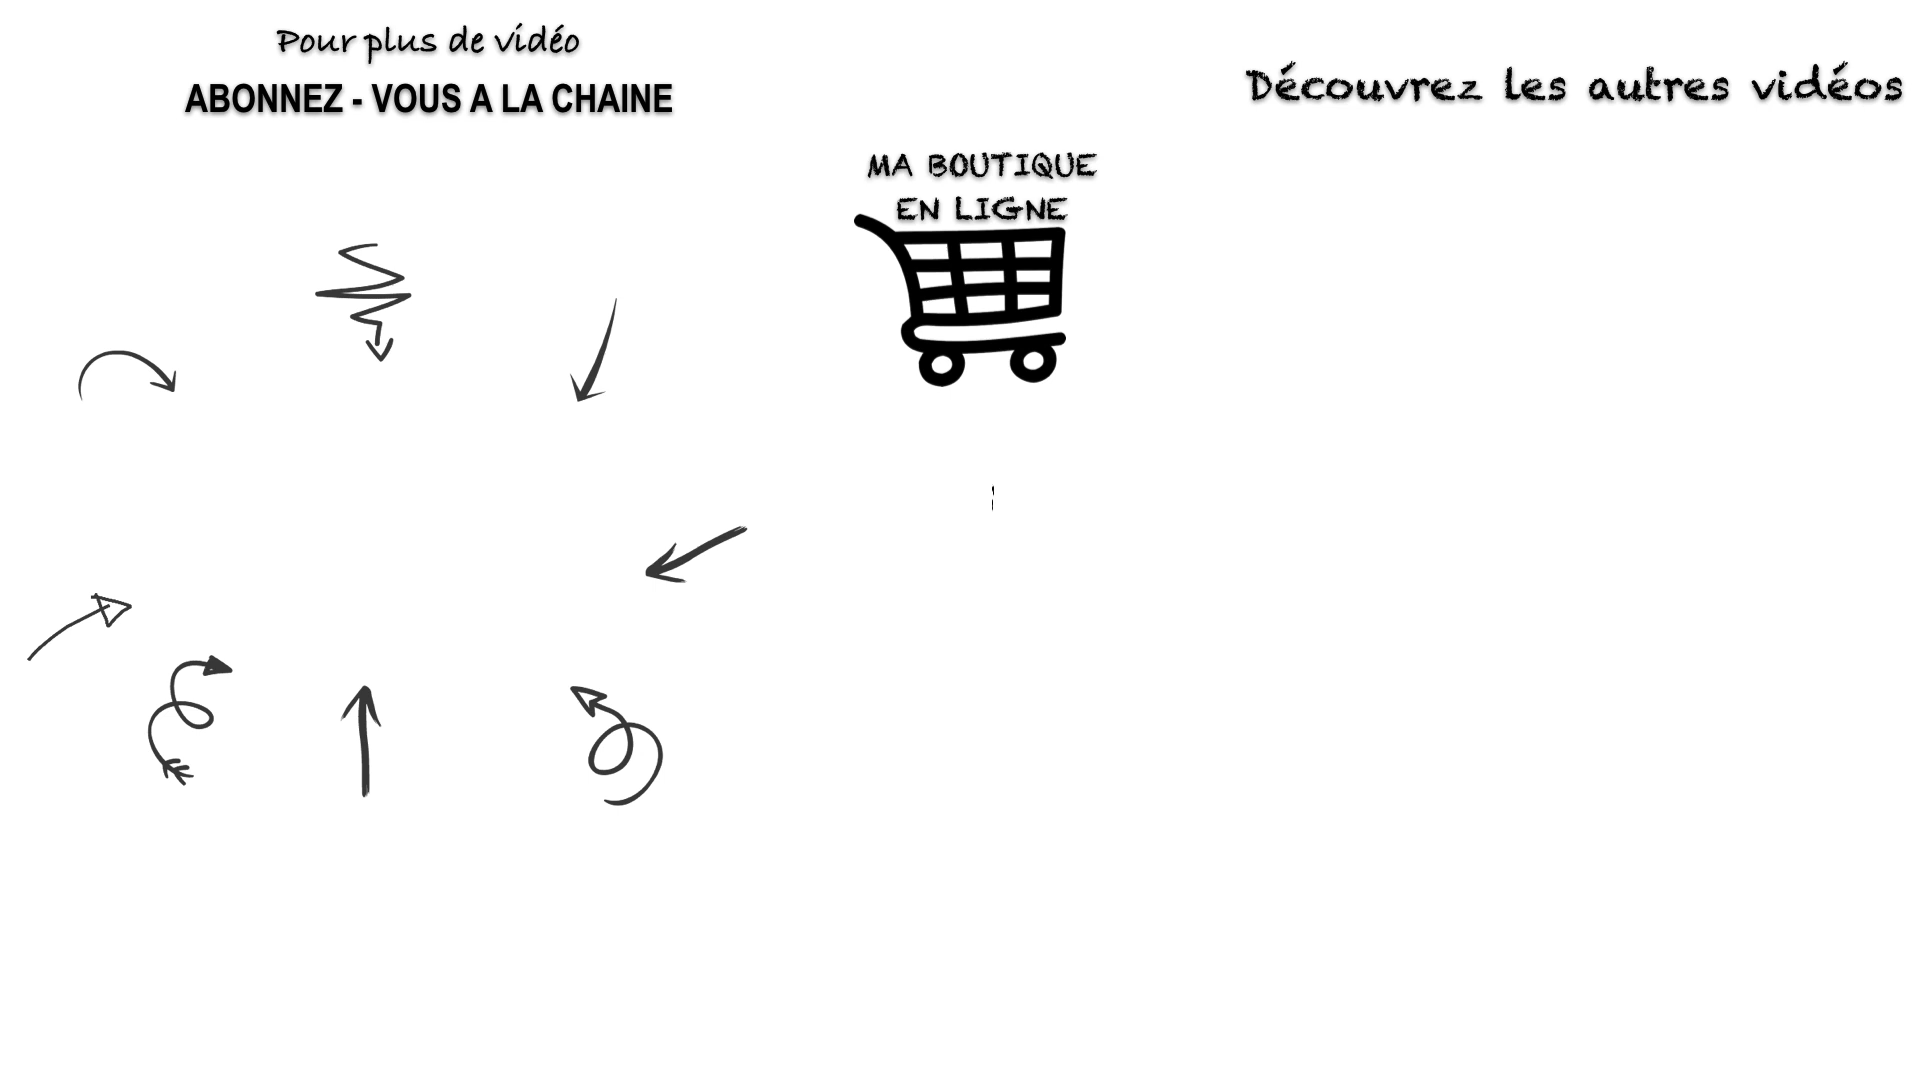 Pour plus de vidéo
ABONNEZ - VOUS A LA CHAINE
Découvrez les autres vidéos
MA BOUTIQUE
EN LIGNE